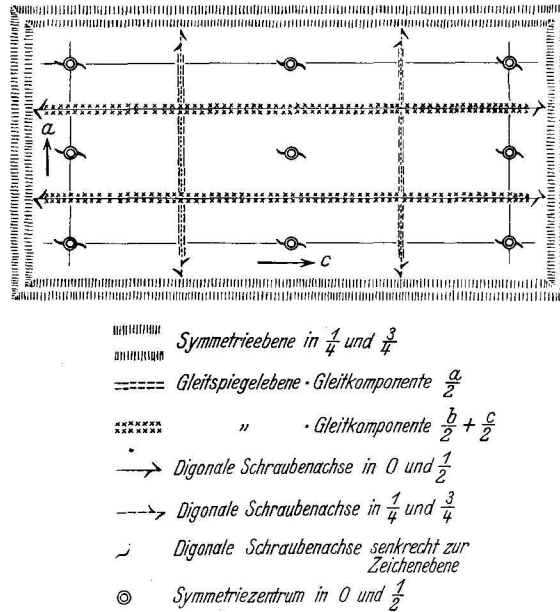 a
c
Symmetrieebene in 1/4 und 3/4
Gleitspiegelebene · Gleitkomponente a/2
„ · Gleitkomponente b/2 + c/2
Digonale Schraubenachse in 0 und 1/2
Digonale Schraubenachse in 1/4 und 3/4
Digonale Schraubenachse senkrecht zur
Zeichenebene
Symmetriezentrum in 0 und 1/2